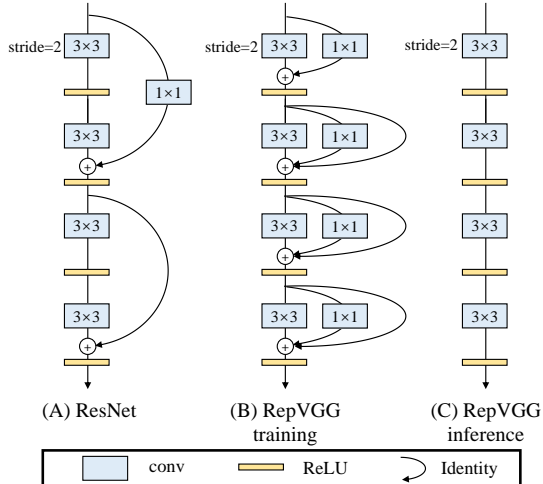 stride=2
3×3
1×1
3×3
+
3×3
3×3
+
(A) ResNet
stride=2
3×3
1×1
+
3×3
1×1
+
3×3
1×1
+
3×3
1×1
+
(B) RepVGG
training
stride=2
3×3
3×3
3×3
3×3
(C) RepVGG
inference
conv
ReLU
Identity